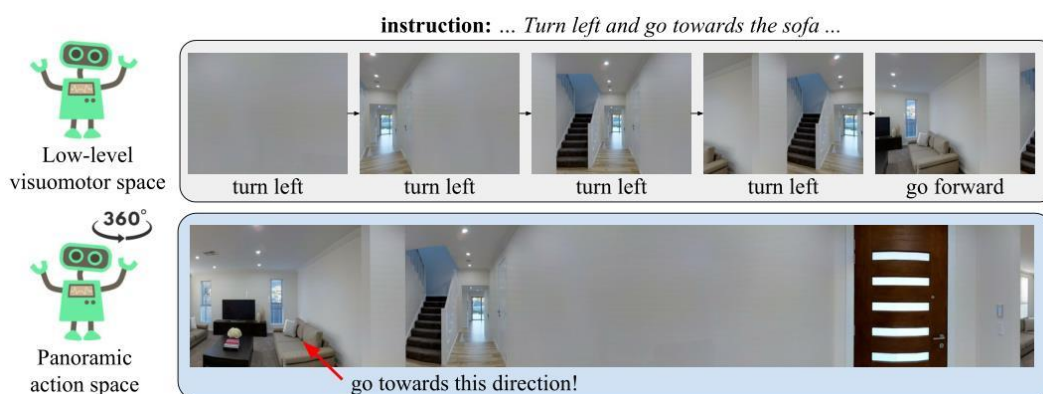 instruction: ... Turn left and go towards the sofa ...
Low-level
visuomotor space
turn left
turn left
turn left
turn left
go forward
360°
Panoramic
action space
go towards this direction!